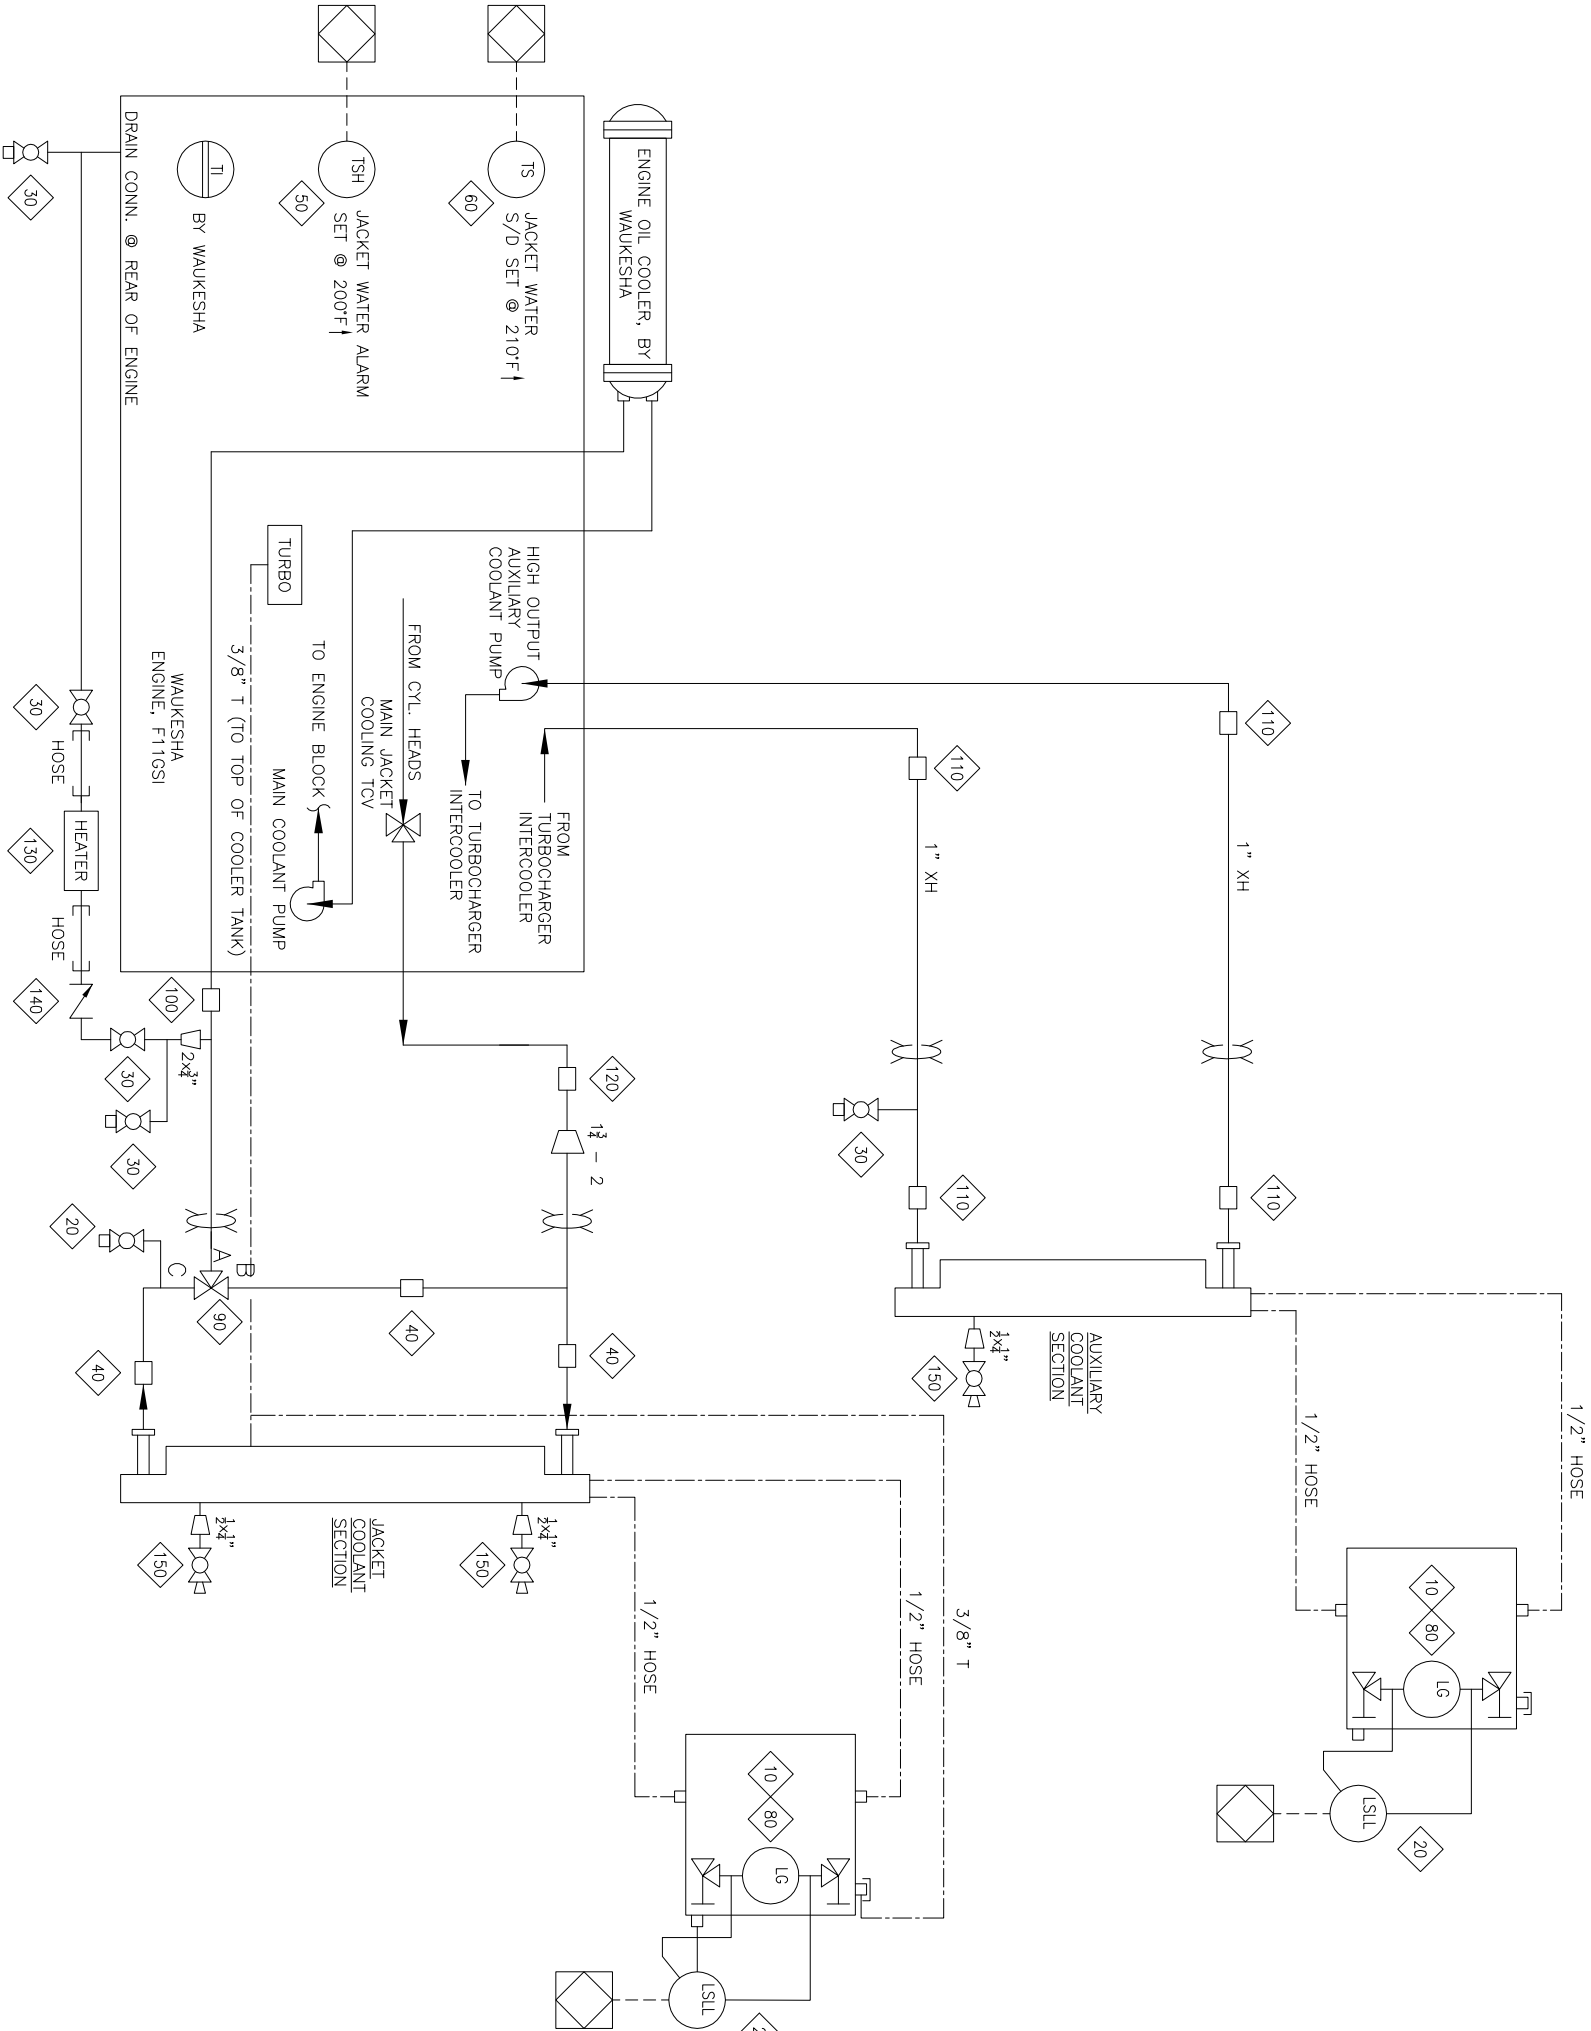 1/2" HOSE
1/2" HOSE
10
80
LG
LSLL
20
110
1" XH
110
110
1" XH
110
30
AUXILIARY
COOLANT
SECTION
1/2x1/4"
150
3/8" T
1/2" HOSE
1/2" HOSE
10
80
LG
LSLL
ENGINE OIL COOLER, BY
WAUKESHA
TS
60
JACKET WATER
S/D SET @ 210°F
TSH
50
JACKET WATER ALARM
SET @ 200°F
TI
BY WAUKESHA
DRAIN CONN. @ REAR OF ENGINE
HIGH OUTPUT
AUXILIARY
COOLANT PUMP
FROM
TURBOCHARGER
INTERCOOLER
TO TURBOCHARGER
INTERCOOLER
FROM CYL. HEADS
MAIN JACKET
COOLING TCV
TURBO
TO ENGINE BLOCK
MAIN COOLANT PUMP
3/8" T (TO TOP OF COOLER TANK)
WAUKESHA
ENGINE, F11GSI
120
1 3/4 - 2
40
40
A
B
C
90
40
20
100
2x3/4"
30
30
30
30
HOSE
HEATER
130
HOSE
140
1/2x1/4"
150
JACKET
COOLANT
SECTION
1/2x1/4"
150